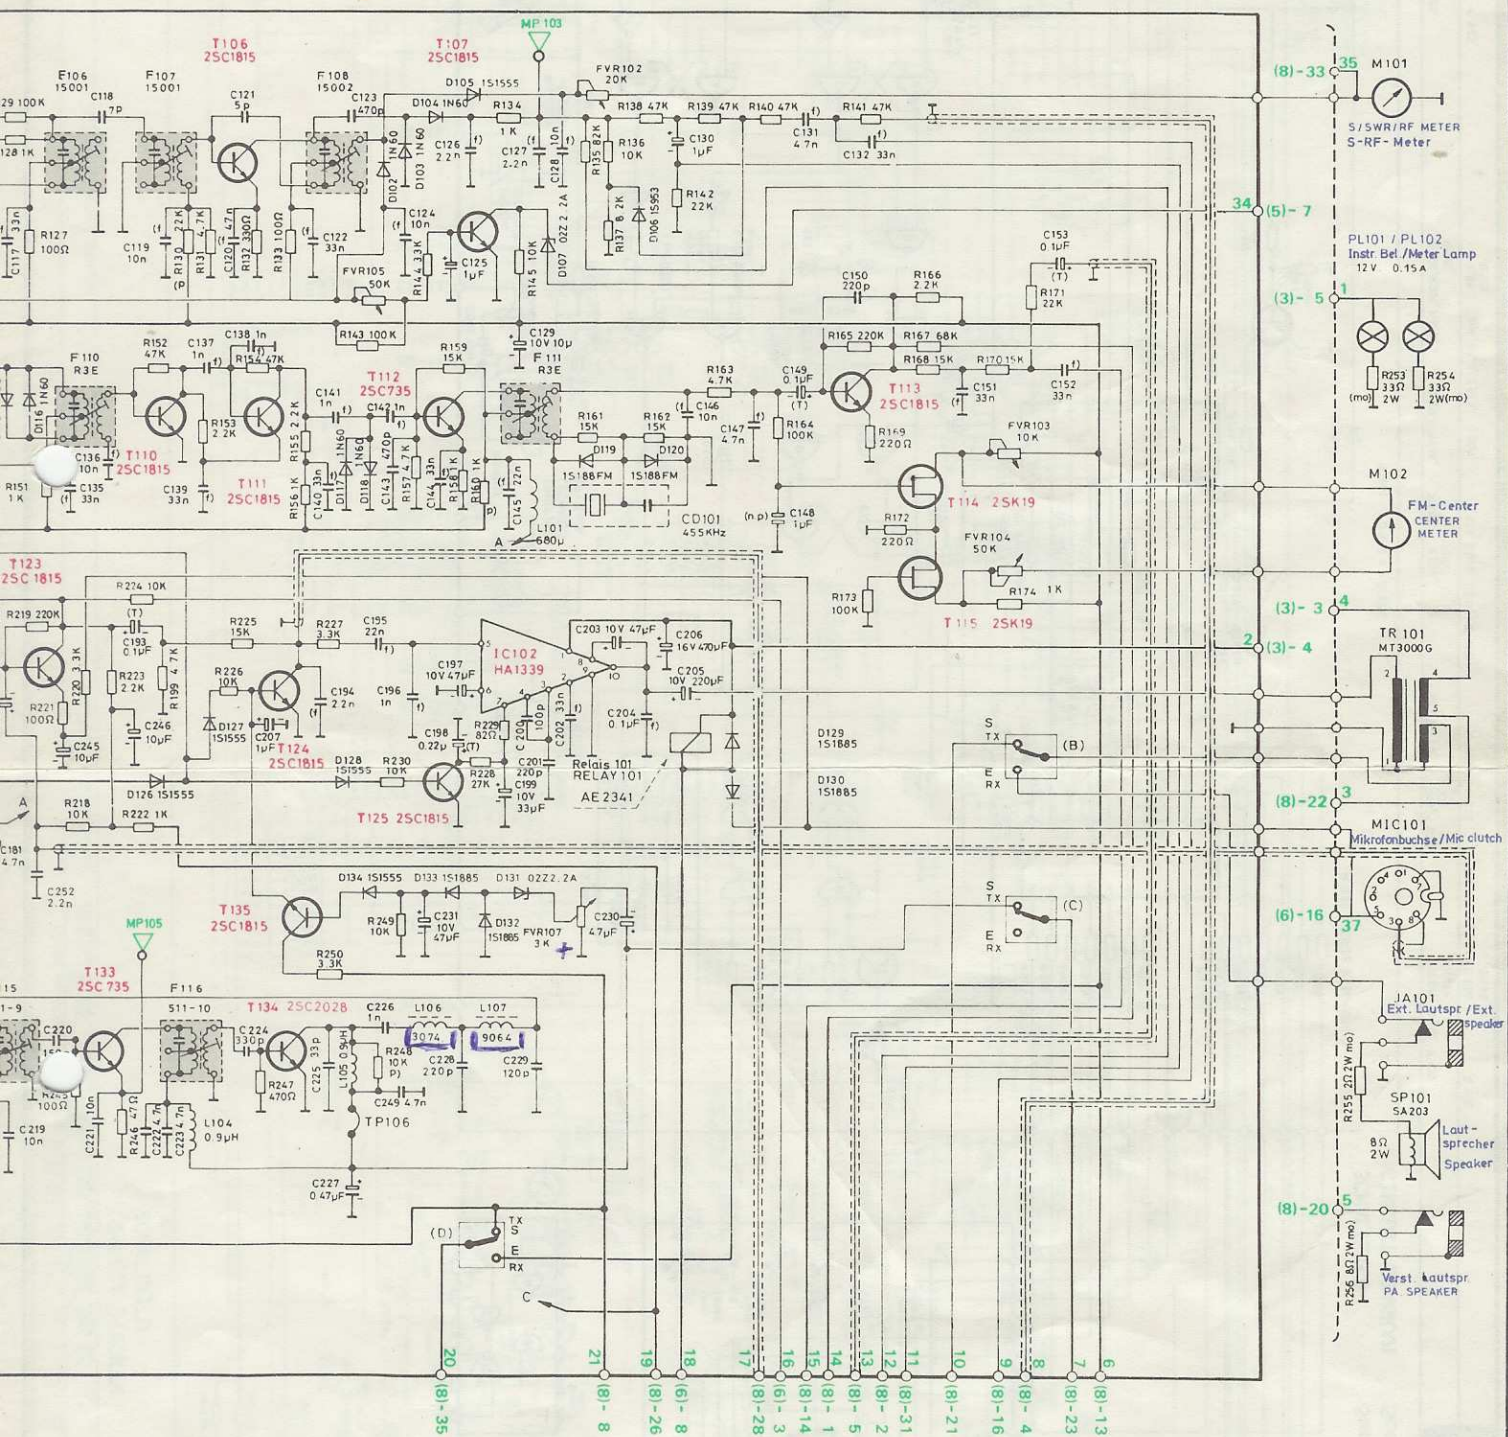 MP 103
T106
2SC1815
T107
2SC1815
F106
15001
C118
7p
F107
15001
C121
5p
F108
15002
C123
470p
D105 1S1555
D104 1N60
R134
1K
FVR102
20K
R138 47K
R139 47K
R140 47K
R141 47K
29 100K
128 1K
C126
22n
C127
2.2n
C128 10n
R135 82K
R136
10K
C130
1µF
C131
4.7n
C132 33n
D103 1N60
D102 1N60
R137 8.2K
D106 1S953
R142
22K
C117 33n
R127
100Ω
C119
10n
R130 22K
(P)
R131 4.7K
C120 47n
R132 330Ω
R133 100Ω
C122
33n
C124
10n
FVR105
50K
R144 3.3K
C125
1µF
R145 10K
D107 02Z2.2A
R143 100K
C129
10V 10µ
(8)-33
35
M101
S/SWR/RF METER
S-RF-Meter
34
(5)-7
PL101 / PL102
Instr. Bel./Meter Lamp
12V 0.15A
(3)-5
1
R253
33Ω
2W
(mo)
R254
33Ω
2W(mo)
C153
0.1µF
(T)
R171
22K
C150
220p
R166
2.2K
R165 220K
R167 68K
R168 15K
R170 15K
C151
33n
C152
33n
F110
R3E
R152
47K
C137
1n
C138 1n
R154 47K
D116 1N60
C136
10n
T110
2SC1815
R153
2.2K
R151
1K
C135
33n
C139
33n
T111
2SC1815
R155 2.2K
R156 1K
C141
1n
C140 33n
D117
1N60
D118
1N60
C142 1n
C143 470p
R157 4.7K
T112
2SC735
R159
15K
C144 33n
R158 1K
R160 1K
F111
R3E
C145 22n
L101
680µ
A
R161
15K
R162
15K
D119
1S188FM
D120
1S188FM
CD101
455KHz
R163
4.7K
C146
10n
C147
4.7n
C149
0.1µF
(T)
R164
100K
(n.p)
C148
1µF
T113
2SC1815
R169
220Ω
FVR103
10K
T114 2SK19
R172
220Ω
FVR104
50K
R173
100K
R174 1K
T115 2SK19
M102
FM-Center
CENTER
METER
T123
2SC1815
R219 220K
R224 10K
(T)
C193
0.1µF
R220 3.3K
R221
100Ω
R223
2.2K
R199 4.7K
C245
10µF
C246
10µF
R225
15K
R226
10K
R227
3.3K
C195
22n
D127
1S1555
C207
1µF
T124
2SC1815
C194
2.2n
C196
1n
C197
10V 47µF
IC102
HA1339
C203 10V 47µF
C206
16V 470µF
C205
10V 220µF
C204
0.1µF
C198
0.22µ
(T)
R229
82Ω
C200
100p
C202 33n
C201
220p
C199
10V
33µF
R228
27K
Relais 101
RELAY 101
AE2341
D126 1S1555
D128
1S1555
R230
10K
T125 2SC1815
R218
10K
R222 1K
A
C181
4.7n
C252
2.2n
D129
1S1885
D130
1S1885
S
TX
E
RX
(B)
2
(3)-4
(3)-3
4
TR 101
MT3000G
(8)-22
3
MIC101
Mikrofonbuchse/Mic clutch
(6)-16
37
JA101
Ext. Lautspr./Ext.
speaker
R255 2Ω 2W mo)
SP101
SA203
8Ω
2W
Laut-
sprecher
Speaker
(8)-20
5
R256 8Ω 2W mo)
Verst. Lautspr.
PA. SPEAKER
S
TX
E
RX
(C)
MP105
T135
2SC1815
D134 1S1555
D133 1S1885
D131 02Z2.2A
R249
10K
C231
10V
47µF
D132
1S1885
FVR107
3K
C230
47µF
R250
3.3K
T133
2SC735
F116
511-10
T134 2SC2028
C226
1n
L106
3074
L107
9064
C220
C224
330p
R247
470Ω
C225 33p
L105 0.9µH
R248
10K
P)
C228
220p
C229
120p
C249 4.7n
TP106
100Ω
C219
10n
C221 10n
R246 47Ω
C222 4.7n
C223 4.7n
L104
0.9µH
C227
0.47µF
(D)
TX
S
E
RX
C
20
21
19
18
17
16
15
14
13
12
11
10
9
8
7
6
(8)-35
(8)-8
(8)-26
(6)-8
(8)-28
(6)-3
(8)-14
(8)-1
(8)-5
(8)-2
(8)-31
(8)-21
(8)-16
(8)-4
(8)-23
(8)-13